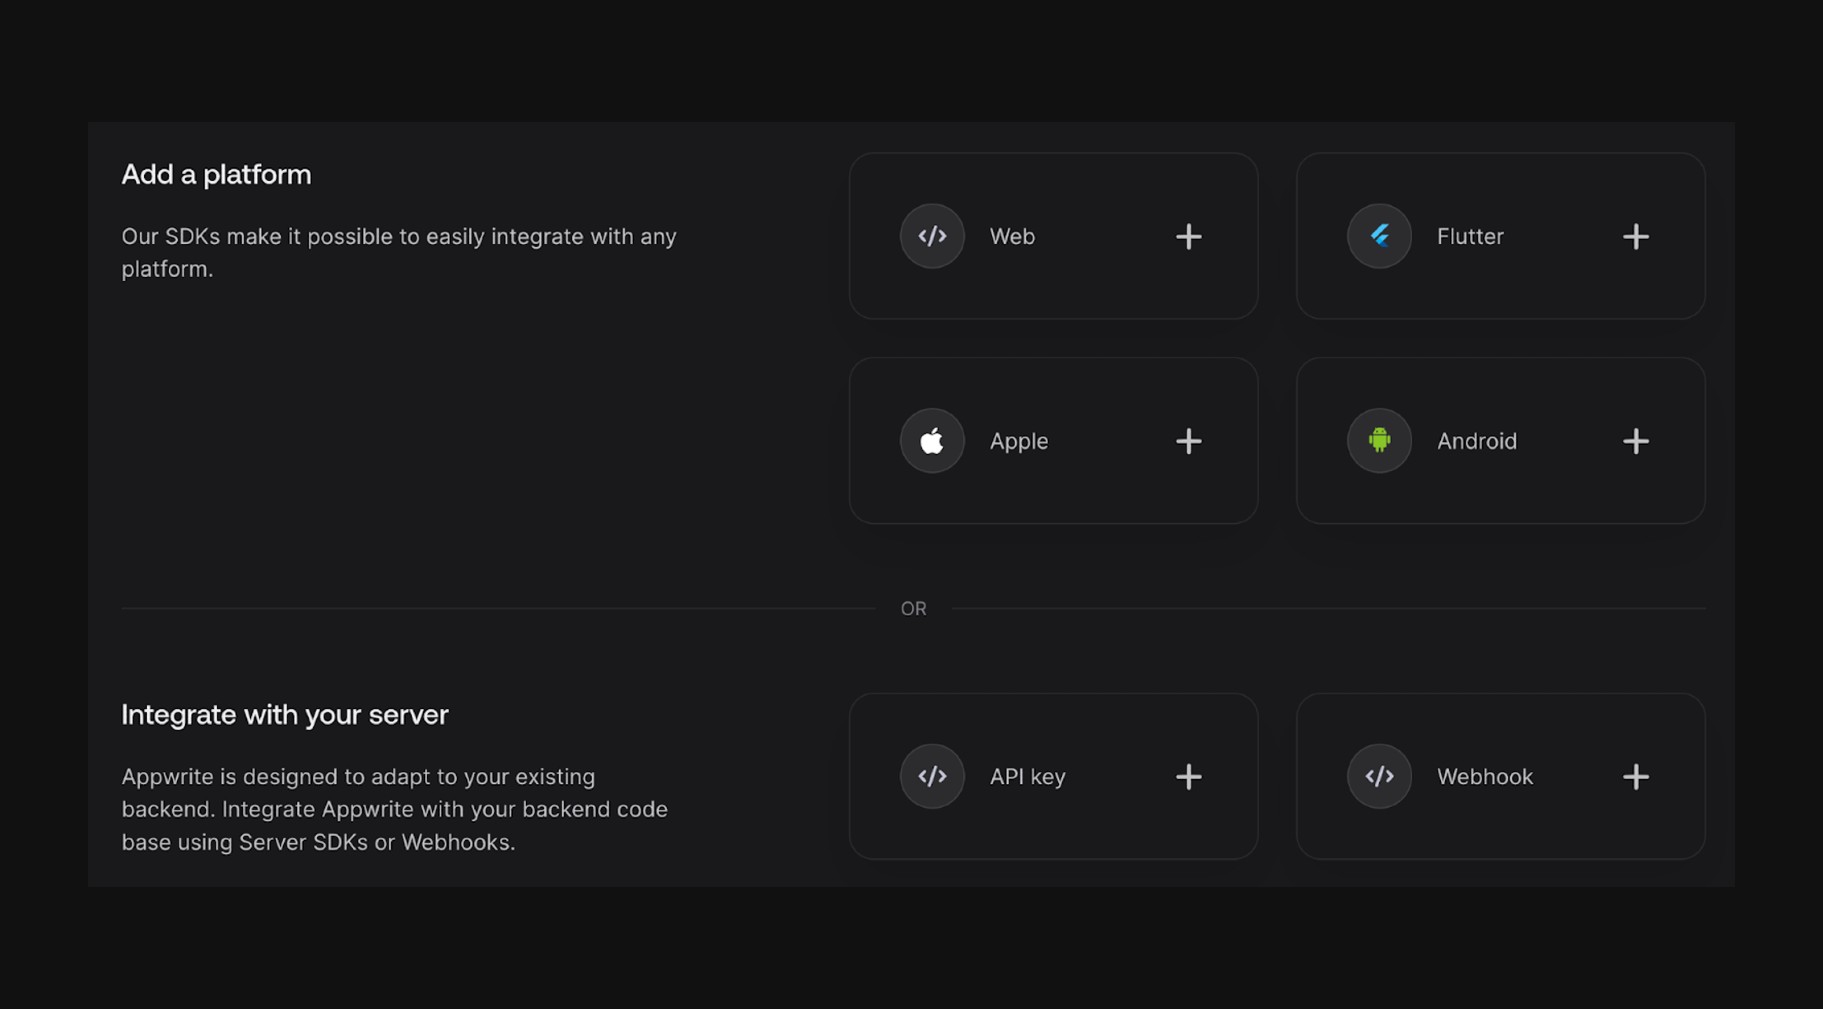 Add a platform
Our SDKs make it possible to easily integrate with any
platform.
Web
Flutter
Apple
Android
OR
Integrate with your server
Appwrite is designed to adapt to your existing
backend. Integrate Appwrite with your backend code
base using Server SDKs or Webhooks.
API key
Webhook